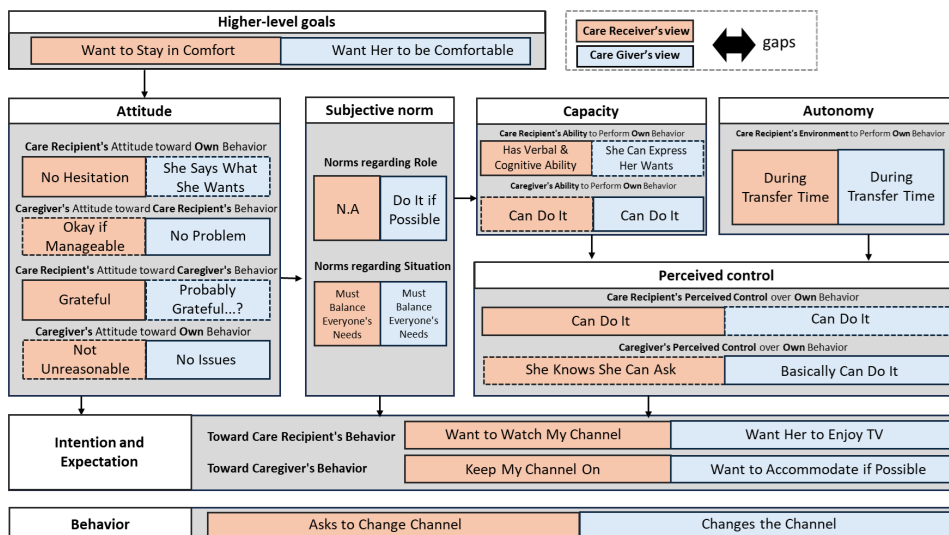 Higher-level goals
Want to Stay in Comfort
Want Her to be Comfortable
Care Receiver's view
Care Giver's view
gaps
Attitude
Care Recipient's Attitude toward Own Behavior
No Hesitation
She Says What
She Wants
Caregiver's Attitude toward Care Recipient's Behavior
Okay if
Manageable
No Problem
Care Recipient's Attitude toward Caregiver's Behavior
Grateful
Probably
Grateful...?
Caregiver's Attitude toward Own Behavior
Not
Unreasonable
No Issues
Subjective norm
Norms regarding Role
N.A
Do It if
Possible
Norms regarding Situation
Must
Balance
Everyone's
Needs
Must
Balance
Everyone's
Needs
Capacity
Care Recipient's Ability to Perform Own Behavior
Has Verbal &
Cognitive Ability
She Can Express
Her Wants
Caregiver's Ability to Perform Own Behavior
Can Do It
Can Do It
Autonomy
Care Recipient's Environment to Perform Own Behavior
During
Transfer Time
During
Transfer Time
Perceived control
Care Recipient's Perceived Control over Own Behavior
Can Do It
Can Do It
Caregiver's Perceived Control over Own Behavior
She Knows She Can Ask
Basically Can Do It
Intention and
Expectation
Toward Care Recipient's Behavior
Want to Watch My Channel
Want Her to Enjoy TV
Toward Caregiver's Behavior
Keep My Channel On
Want to Accommodate if Possible
Behavior
Asks to Change Channel
Changes the Channel